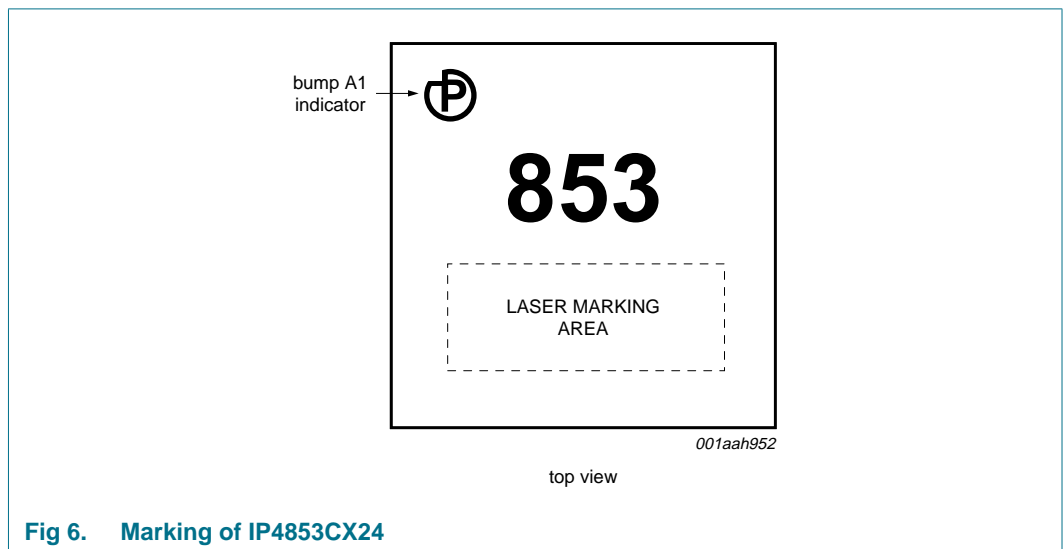 bump A1
indicator
P
853
LASER MARKING
AREA
001aah952
top view
Fig 6. Marking of IP4853CX24